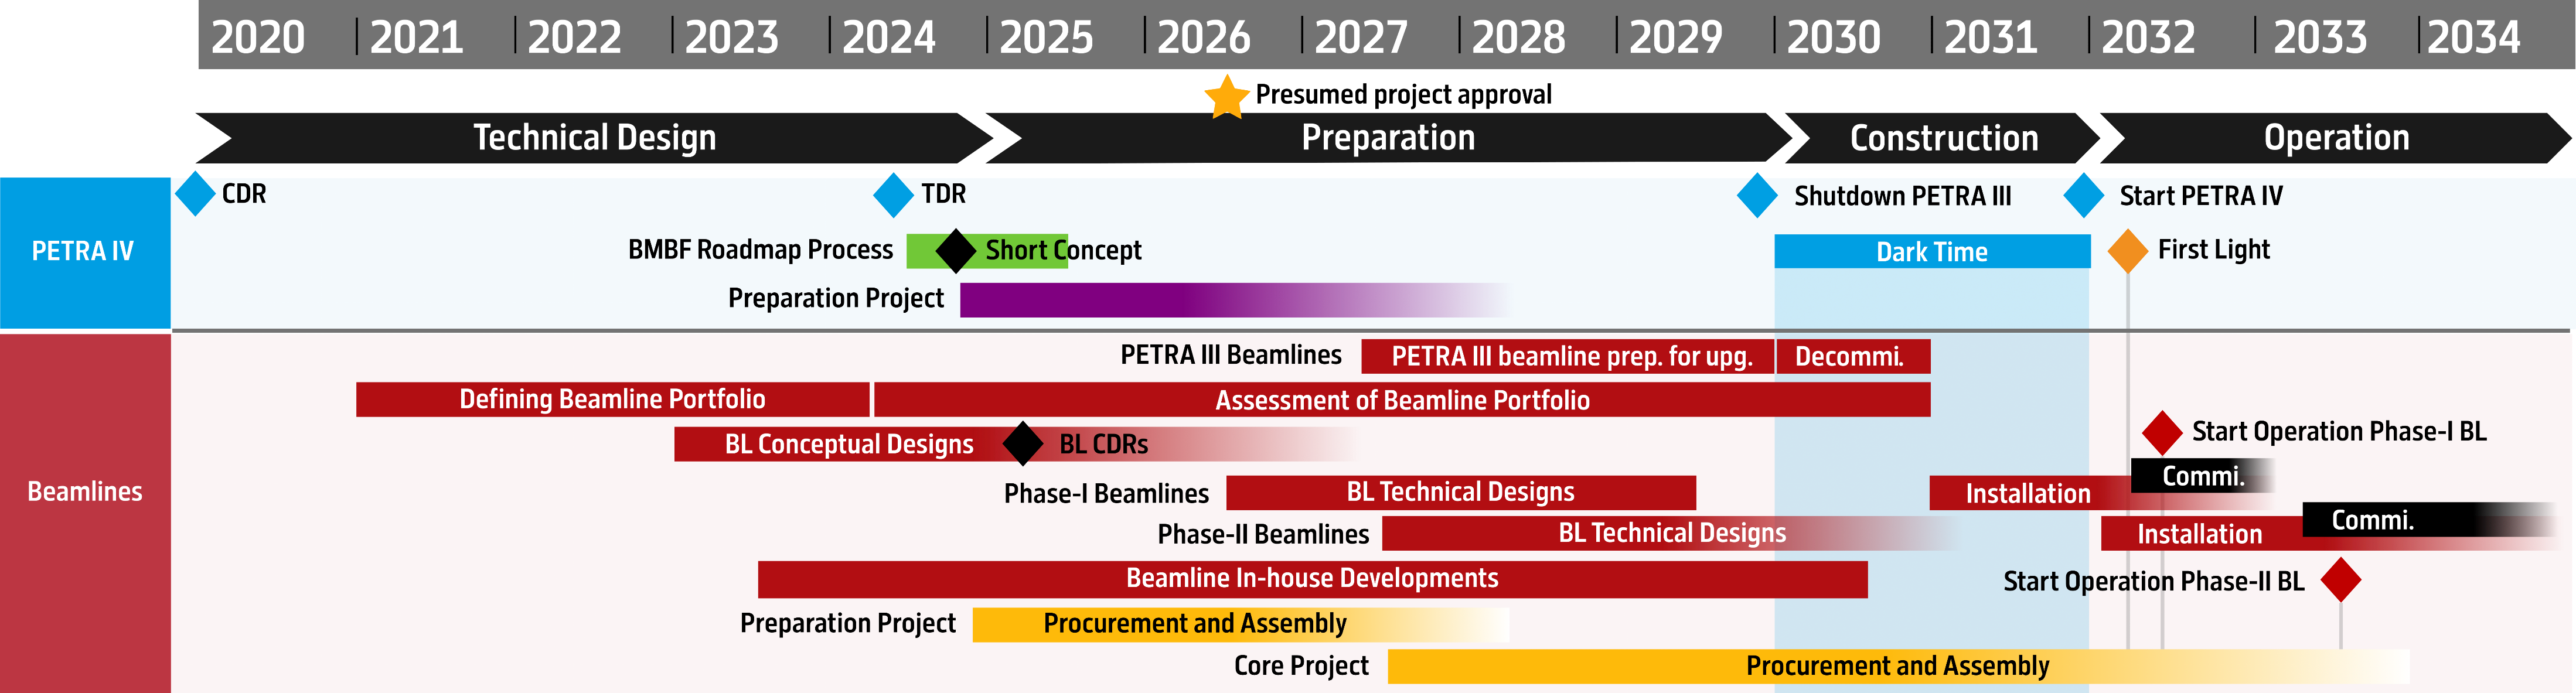 2020 2021 2022 2023 2024 2025 2026 2027 2028 2029 2030 2031 2032 2033 2034
Presumed project approval
Technical Design Preparation Construction Operation
PETRA IV
CDR TDR Shutdown PETRA III Start PETRA IV
BMBF Roadmap Process Short Concept Dark Time First Light
Preparation Project
Beamlines
PETRA III Beamlines PETRA III beamline prep. for upg. Decommi.
Defining Beamline Portfolio Assessment of Beamline Portfolio
Start Operation Phase-I BL
BL Conceptual Designs BL CDRs
Commi.
Phase-I Beamlines BL Technical Designs Installation
Commi.
Phase-II Beamlines BL Technical Designs Installation
Beamline In-house Developments Start Operation Phase-II BL
Preparation Project Procurement and Assembly
Core Project Procurement and Assembly